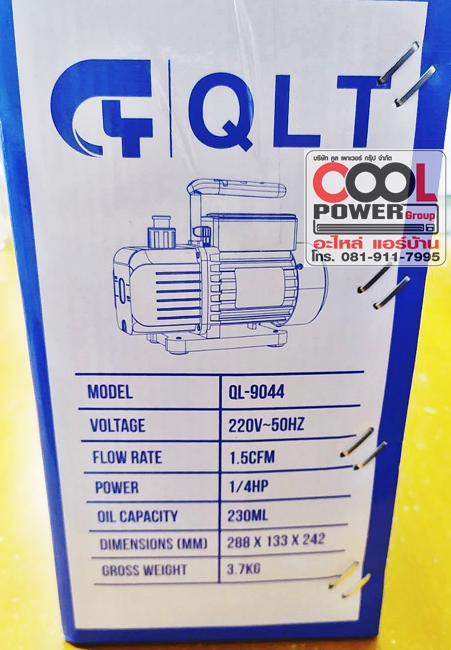 QLT
บริษัท คูล เพาเวอร์ กรุ๊ป จำกัด
COOL
POWER Group
อะไหล่ แอร์บ้าน
โทร. 081-911-7995
MODEL QL-9044
VOLTAGE 220V~50HZ
FLOW RATE 1.5CFM
POWER 1/4HP
OIL CAPACITY 230ML
DIMENSIONS (MM) 288 X 133 X 242
GROSS WEIGHT 3.7KG